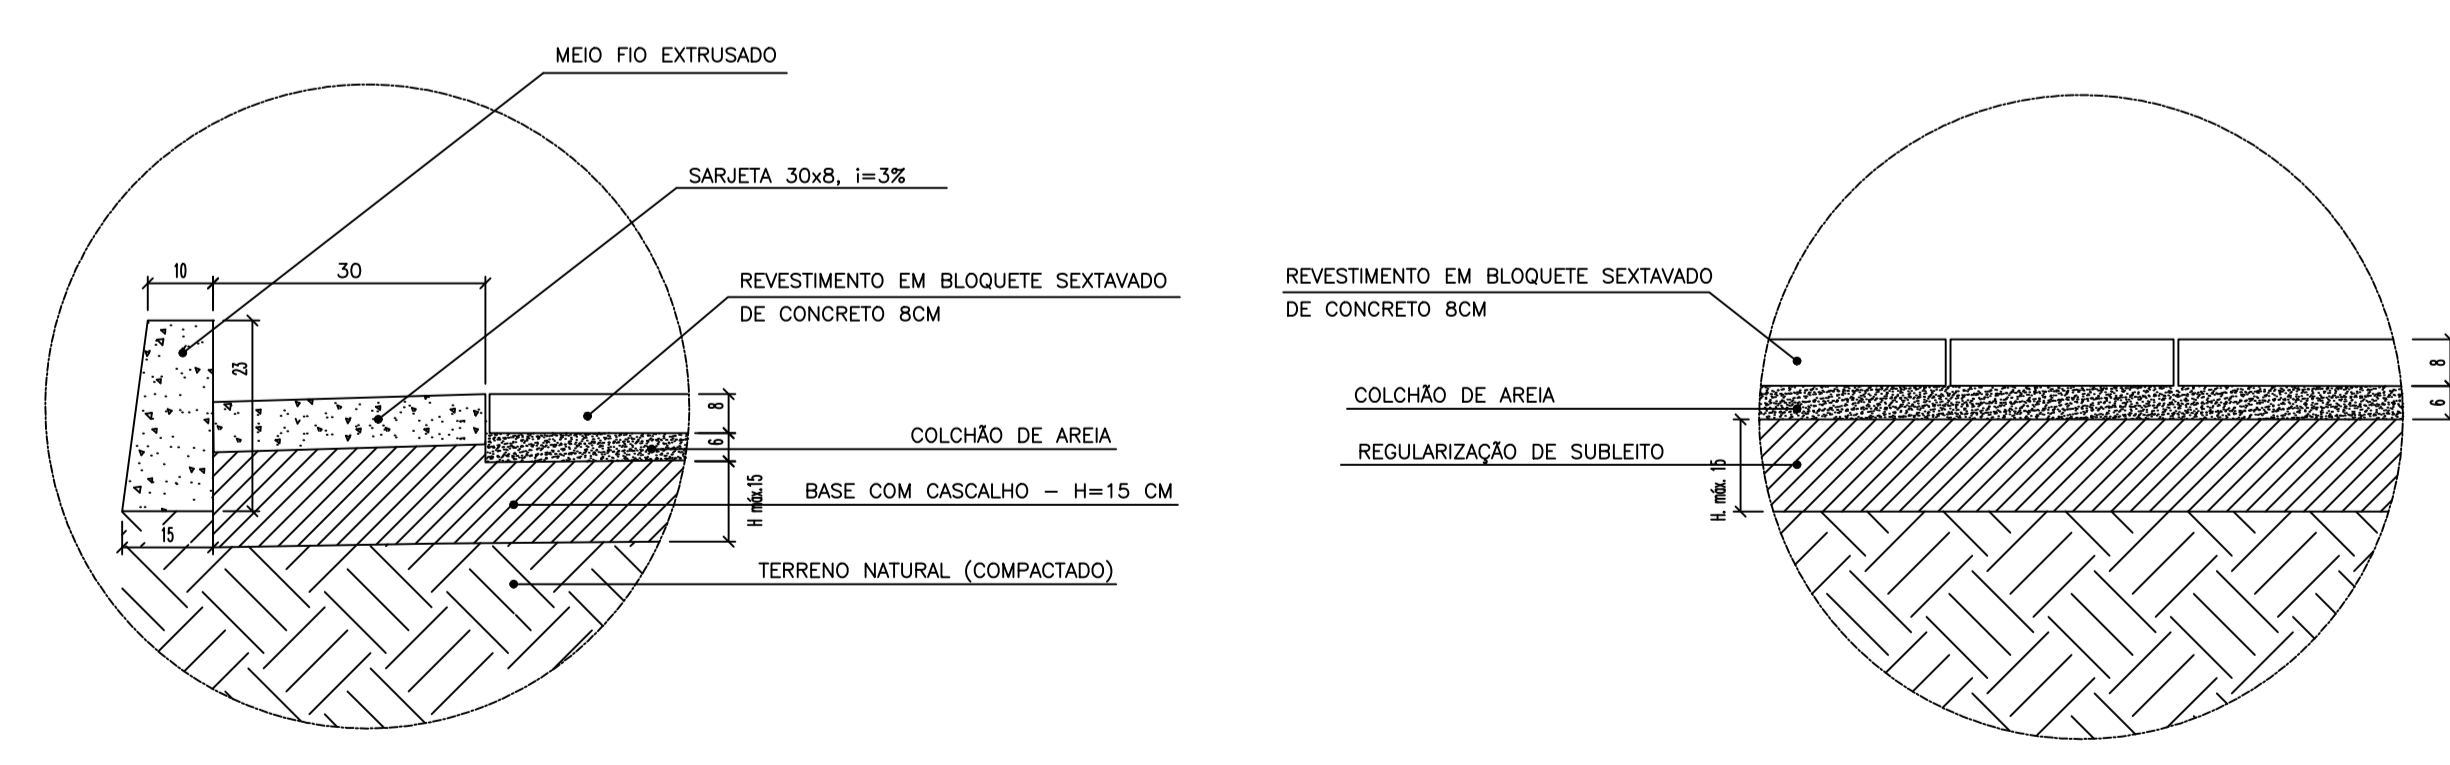 MEIO FIO EXTRUSADO
SARJETA 30x8, i=3%
10
30
23
REVESTIMENTO EM BLOQUETE SEXTAVADO
DE CONCRETO 8CM
8
6
COLCHÃO DE AREIA
BASE COM CASCALHO - H=15 CM
H máx.15
15
TERRENO NATURAL (COMPACTADO)
REVESTIMENTO EM BLOQUETE SEXTAVADO
DE CONCRETO 8CM
8
COLCHÃO DE AREIA
6
REGULARIZAÇÃO DE SUBLEITO
H. máx. 15